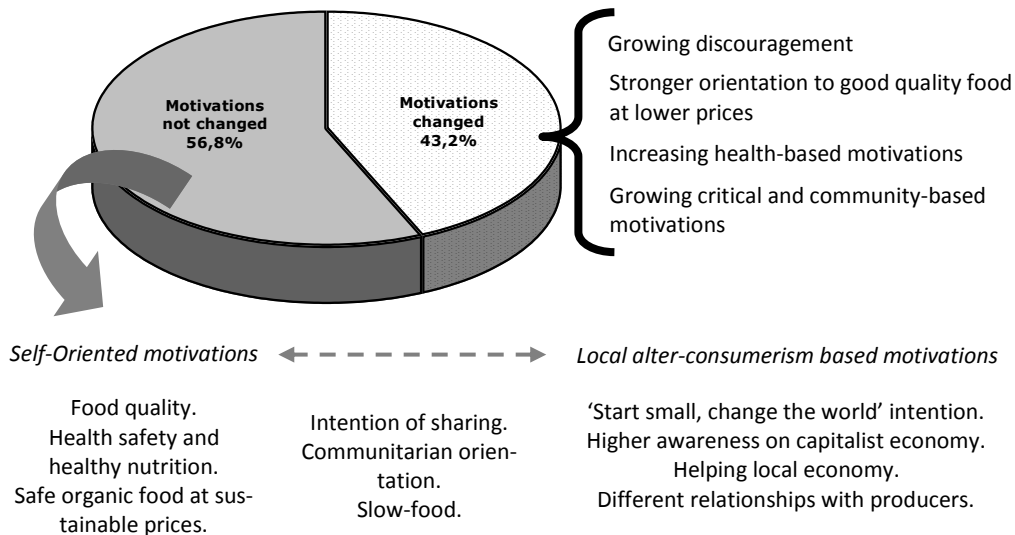 Motivations
not changed
56,8%
Motivations
changed
43,2%
Growing discouragement
Stronger orientation to good quality food
at lower prices
Increasing health-based motivations
Growing critical and community-based
motivations
Self-Oriented motivations
Local alter-consumerism based motivations
Food quality.
Health safety and
healthy nutrition.
Safe organic food at sus-
tainable prices.
Intention of sharing.
Communitarian orien-
tation.
Slow-food.
‘Start small, change the world’ intention.
Higher awareness on capitalist economy.
Helping local economy.
Different relationships with producers.